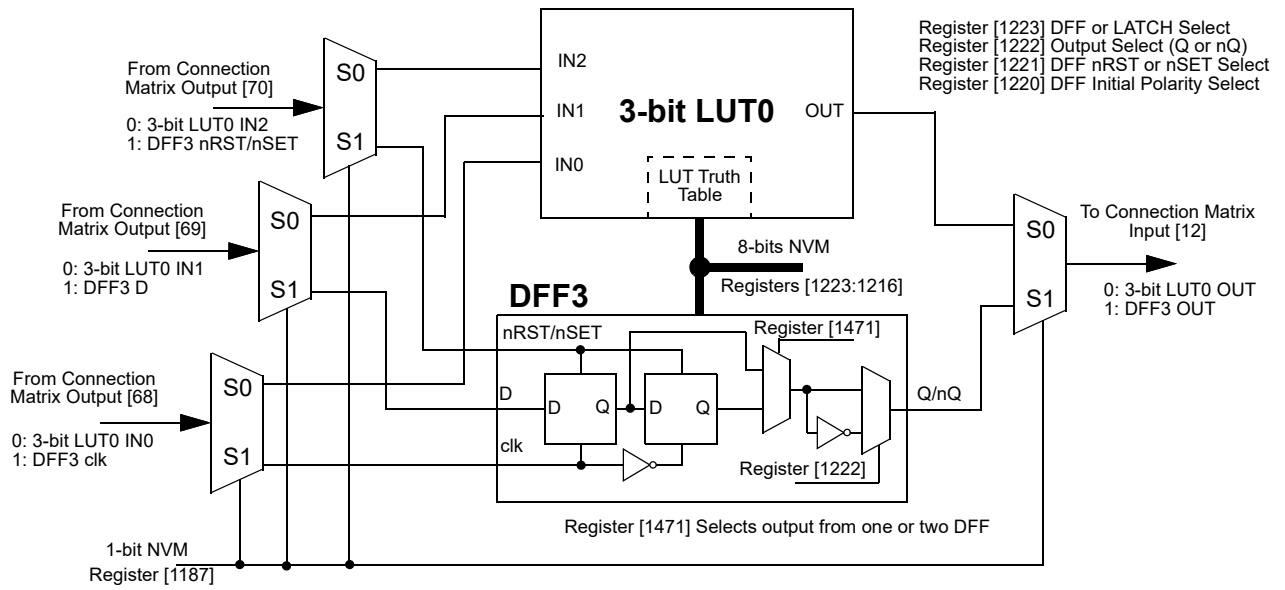 Register [1223] DFF or LATCH Select
Register [1222] Output Select (Q or nQ)
Register [1221] DFF nRST or nSET Select
Register [1220] DFF Initial Polarity Select
From Connection
Matrix Output [70]
0: 3-bit LUT0 IN2
1: DFF3 nRST/nSET
S0
S1
IN2
IN1
IN0
3-bit LUT0
OUT
LUT Truth
Table
From Connection
Matrix Output [69]
0: 3-bit LUT0 IN1
1: DFF3 D
S0
S1
8-bits NVM
Registers [1223:1216]
S0
S1
To Connection Matrix
Input [12]
0: 3-bit LUT0 OUT
1: DFF3 OUT
DFF3
nRST/nSET
Register [1471]
From Connection
Matrix Output [68]
0: 3-bit LUT0 IN0
1: DFF3 clk
S0
S1
D
D
Q
D
Q
Q/nQ
clk
Register [1222]
Register [1471] Selects output from one or two DFF
1-bit NVM
Register [1187]